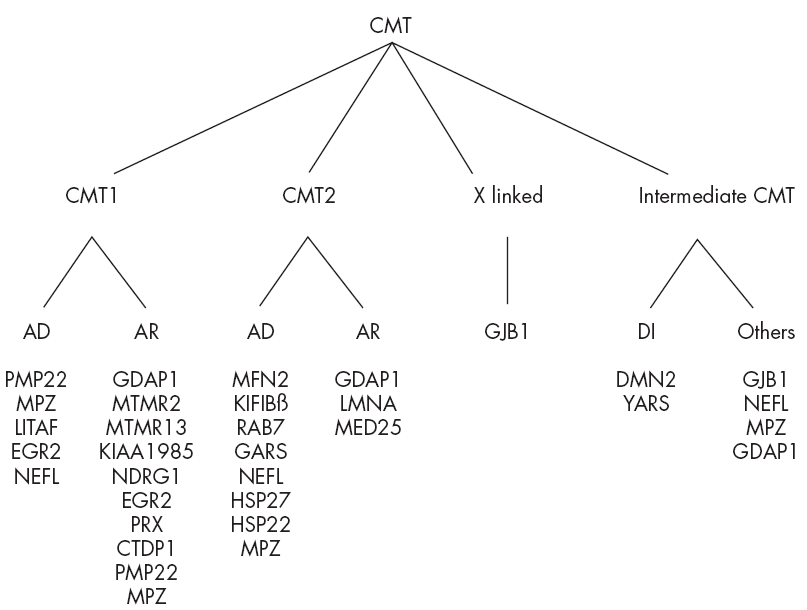 CMT
CMT1 CMT2 X linked Intermediate CMT
AD AR AD AR GJB1 DI Others
PMP22 GDAP1 MFN2 GDAP1 DMN2 GJB1
MPZ MTMR2 KIFIBß LMNA YARS NEFL
LITAF MTMR13 RAB7 MED25 MPZ
EGR2 KIAA1985 GARS GDAP1
NEFL NDRG1 NEFL
EGR2 HSP27
PRX HSP22
CTDP1 MPZ
PMP22
MPZ